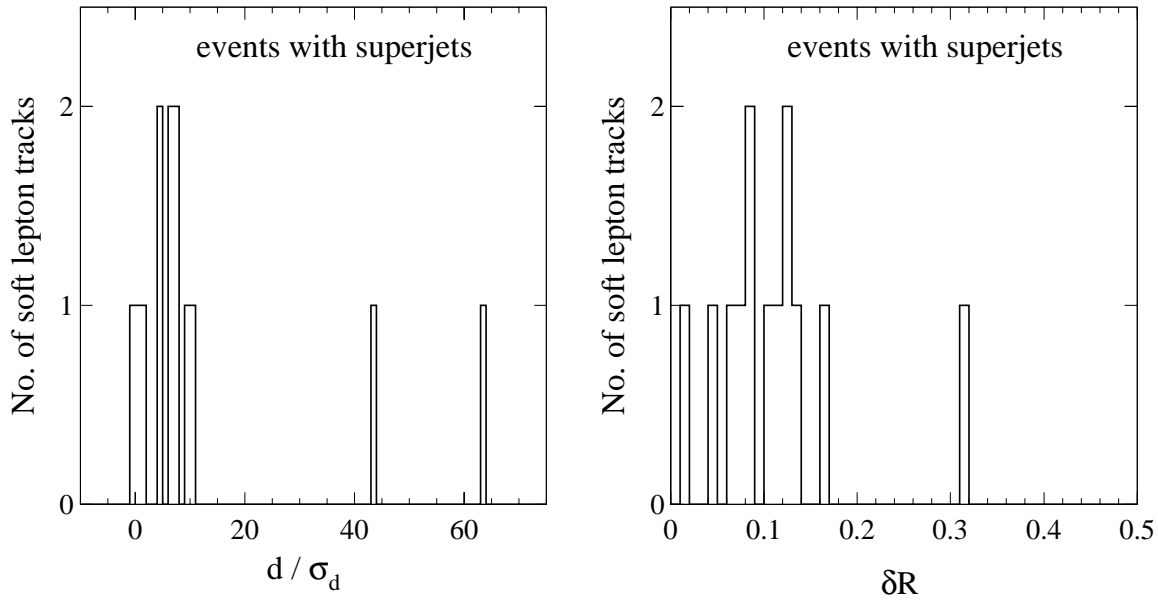 events with superjets
No. of soft lepton tracks
2
1
0
0
20
40
60
d / σd
events with superjets
No. of soft lepton tracks
2
1
0
0
0.1
0.2
0.3
0.4
0.5
δR